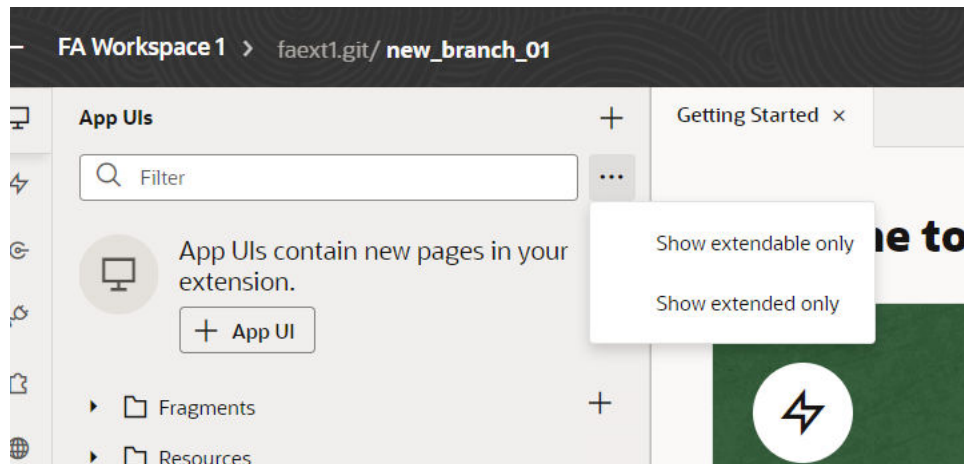 FA Workspace 1 > faext1.git/ new_branch_01
App UIs
Getting Started ×
Filter
App UIs contain new pages in your
extension.
+ App UI
Show extendable only
Show extended only
to
Fragments
Resources